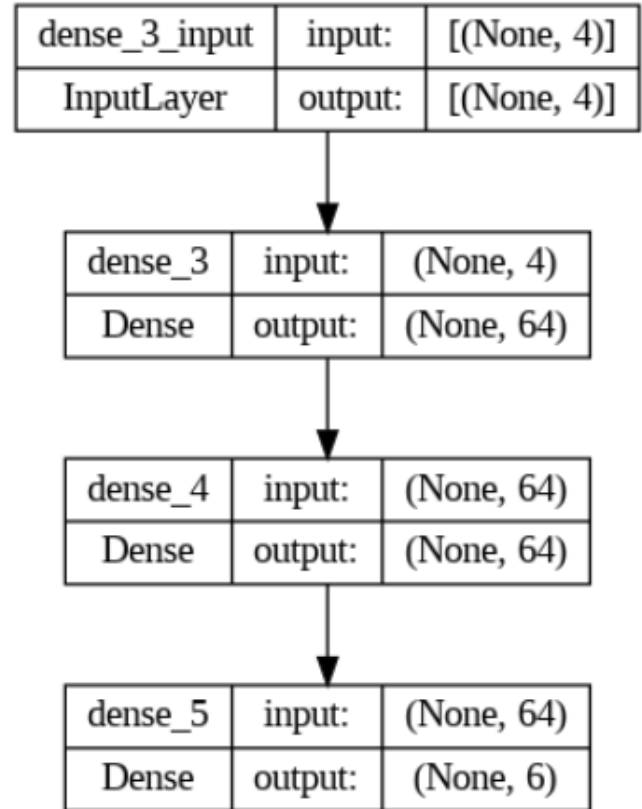 dense_3_input input: [(None, 4)]
InputLayer output: [(None, 4)]
dense_3 input: (None, 4)
Dense output: (None, 64)
dense_4 input: (None, 64)
Dense output: (None, 64)
dense_5 input: (None, 64)
Dense output: (None, 6)